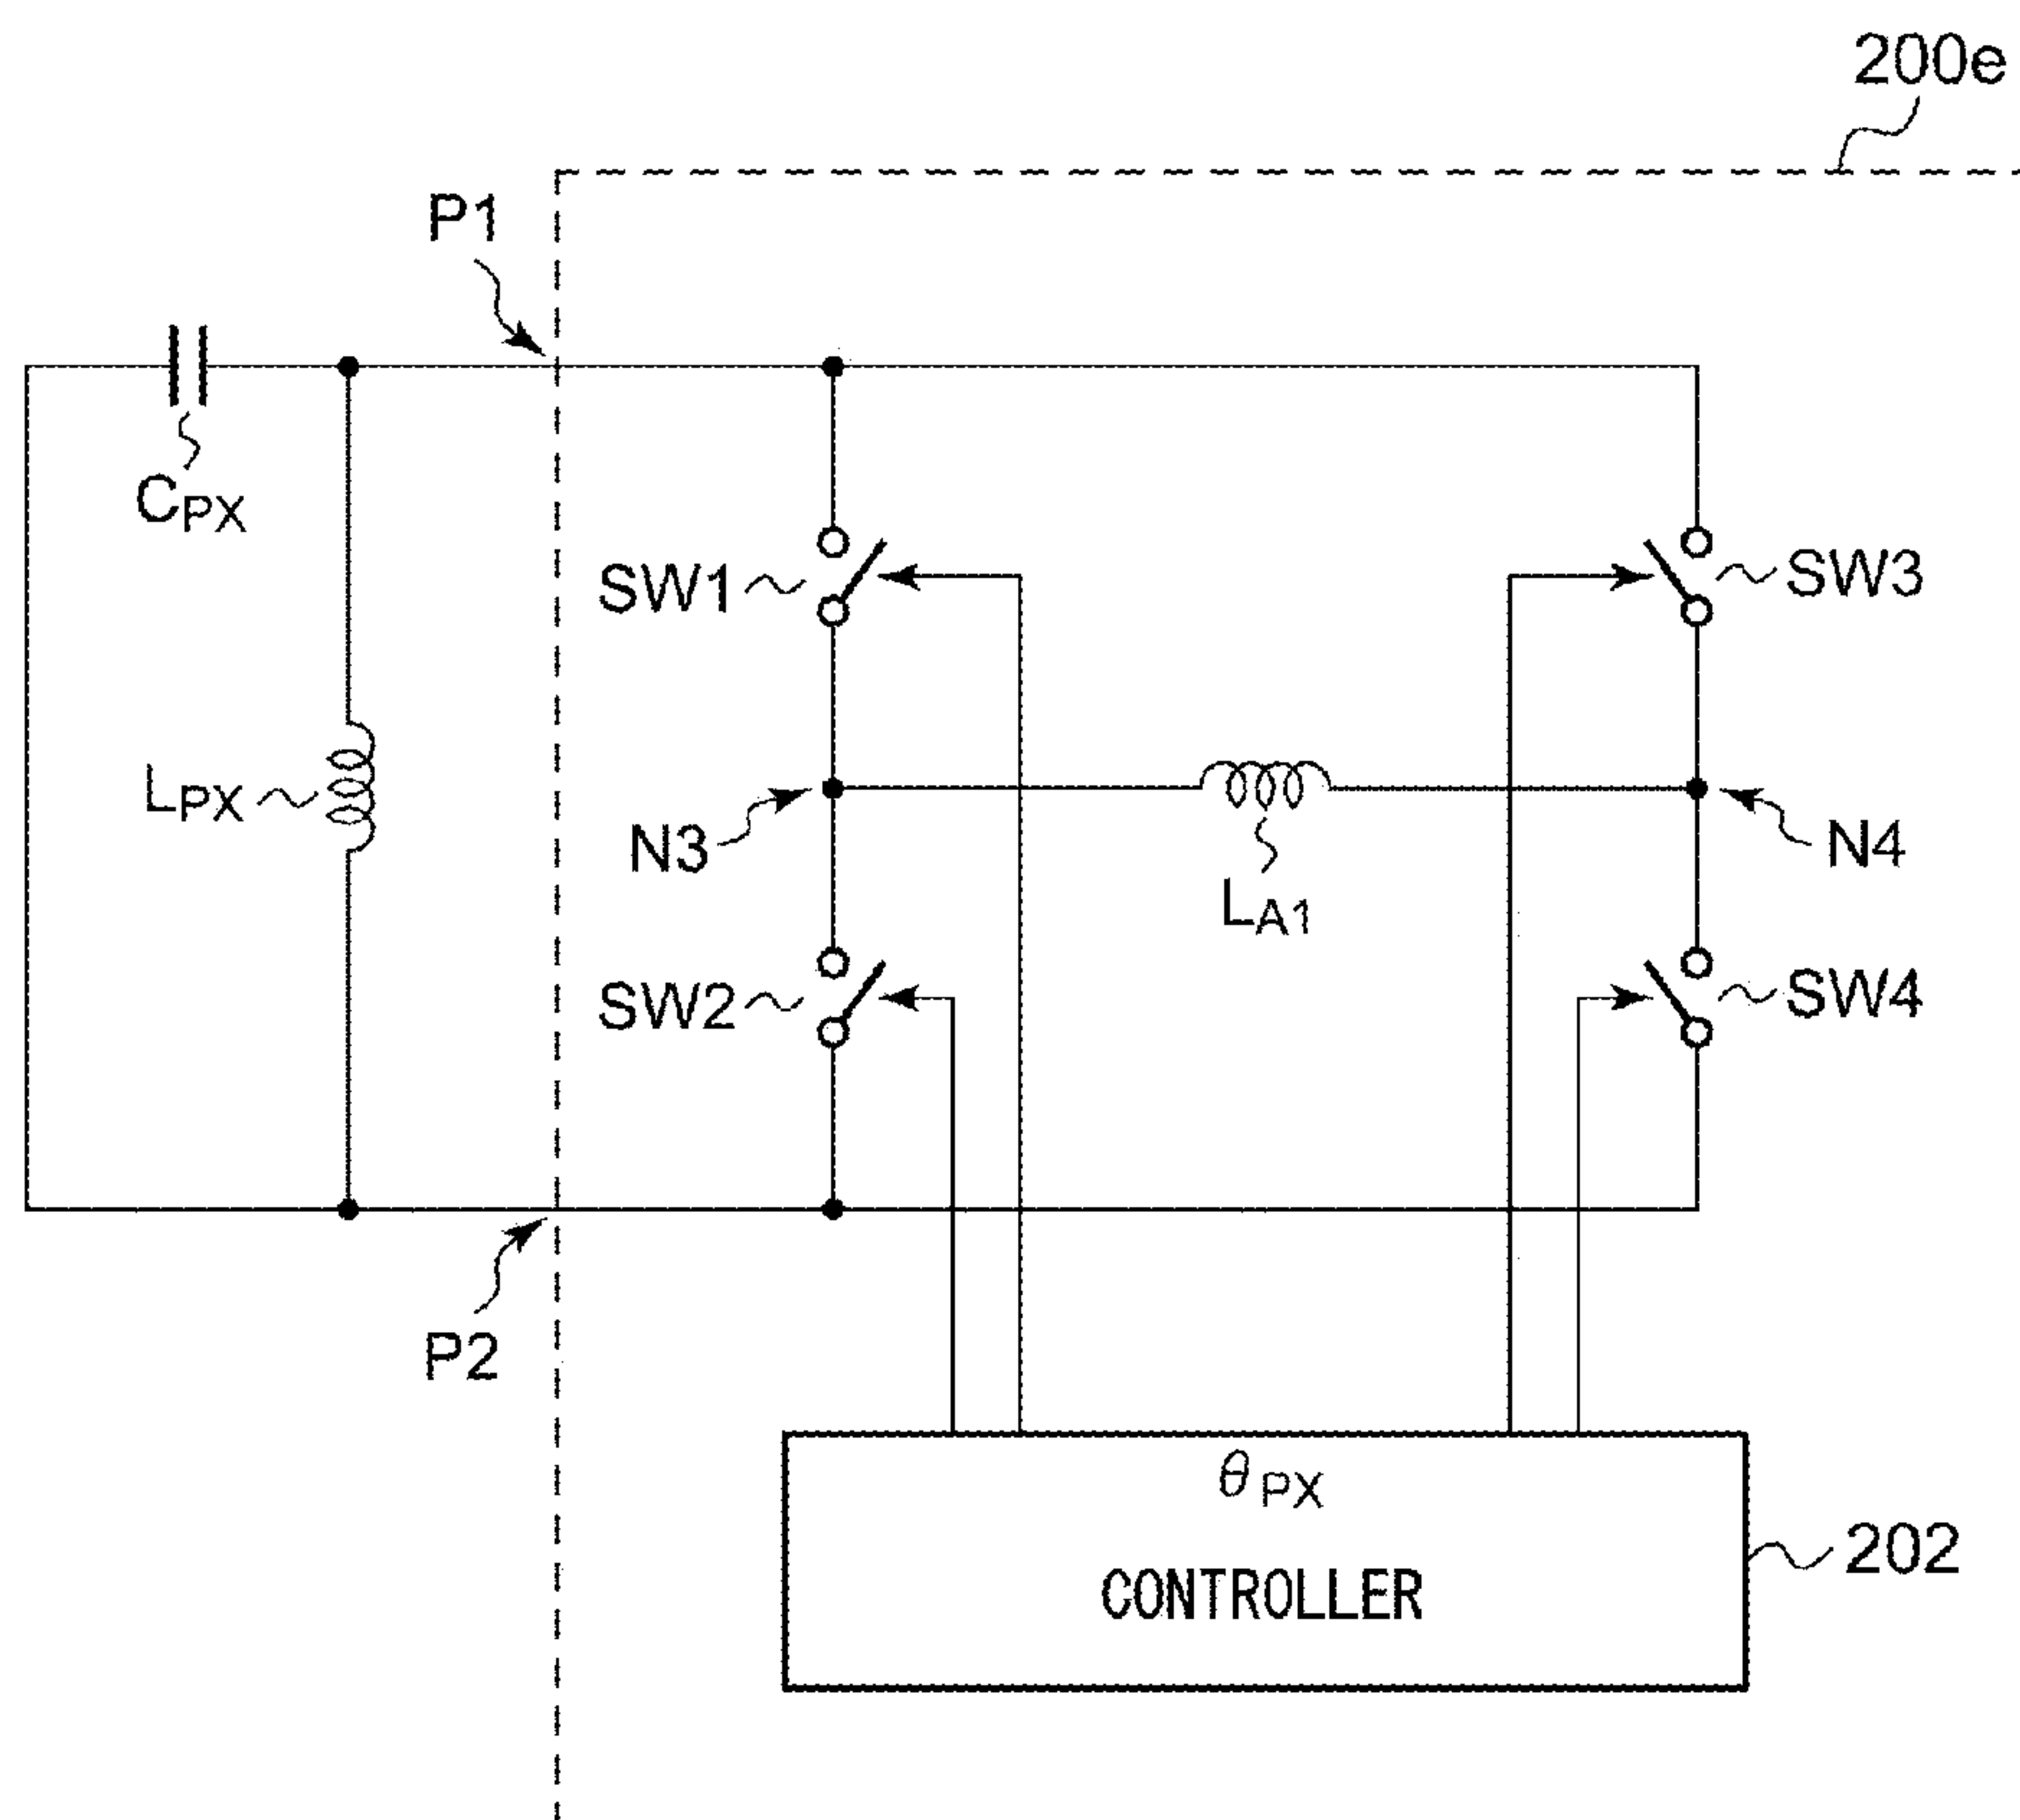 200e
P1
CPX
SW1
SW3
LPX
N3
LA1
N4
SW2
SW4
P2
θPX
CONTROLLER
202